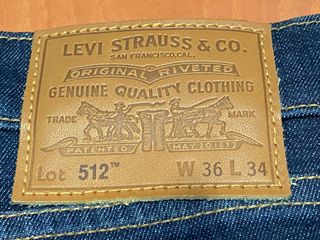 LEVI STRAUSS & CO.
SAN FRANCISCO, CAL.
ORIGINAL RIVETED
GENUINE QUALITY CLOTHING
TRADE MARK
PATENTED MAY 20 1873
Lot 512™ W 36 L 34